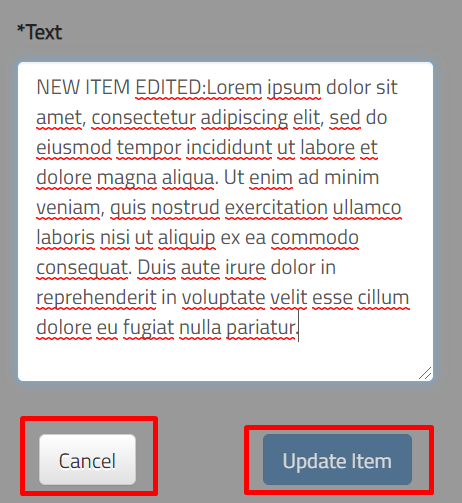 *Text
NEW ITEM EDITED:Lorem ipsum dolor sit
amet, consectetur adipiscing elit, sed do
eiusmod tempor incididunt ut labore et
dolore magna aliqua. Ut enim ad minim
veniam, quis nostrud exercitation ullamco
laboris nisi ut aliquip ex ea commodo
consequat. Duis aute irure dolor in
reprehenderit in voluptate velit esse cillum
dolore eu fugiat nulla pariatur.
Cancel
Update Item